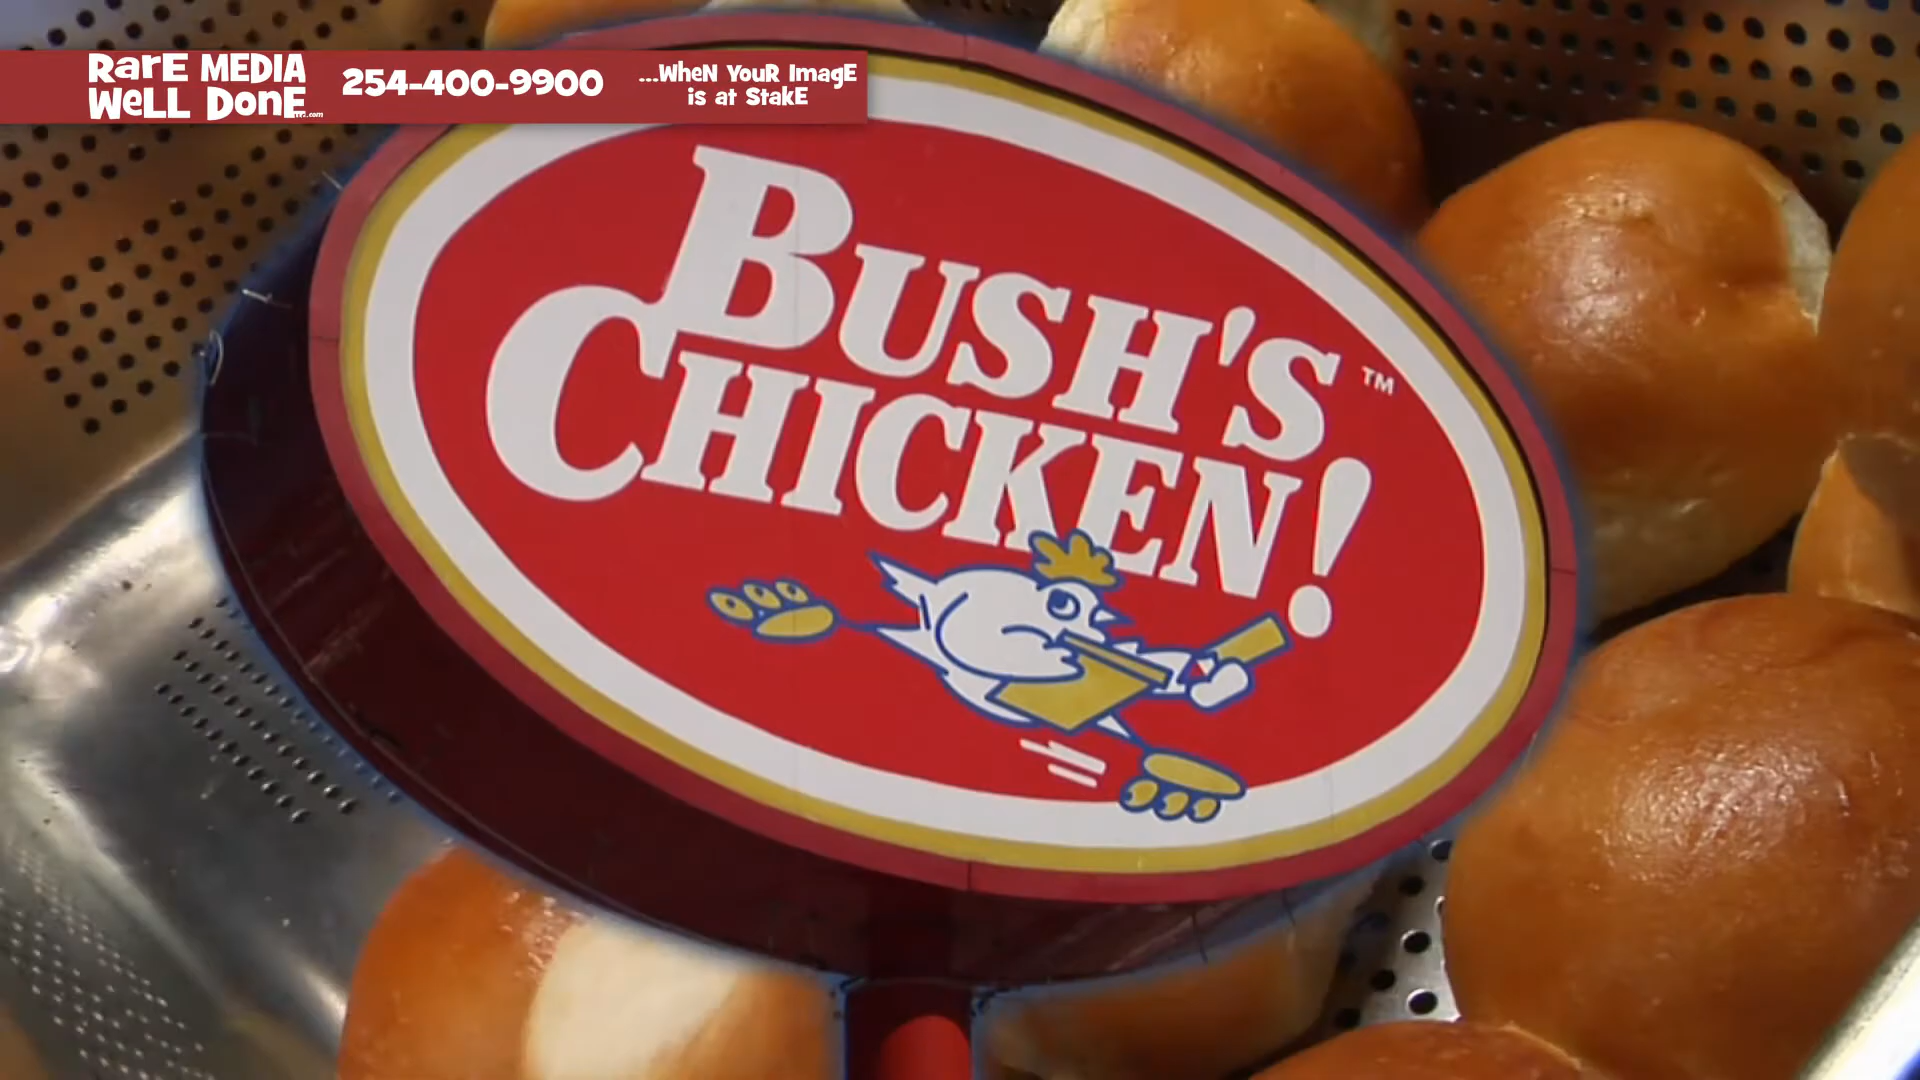 RarE MEDIA
WeLL DonE...
254-400-9900
...WheN YouR ImagE
is at StakE
BUSH'S
CHICKEN!
TM